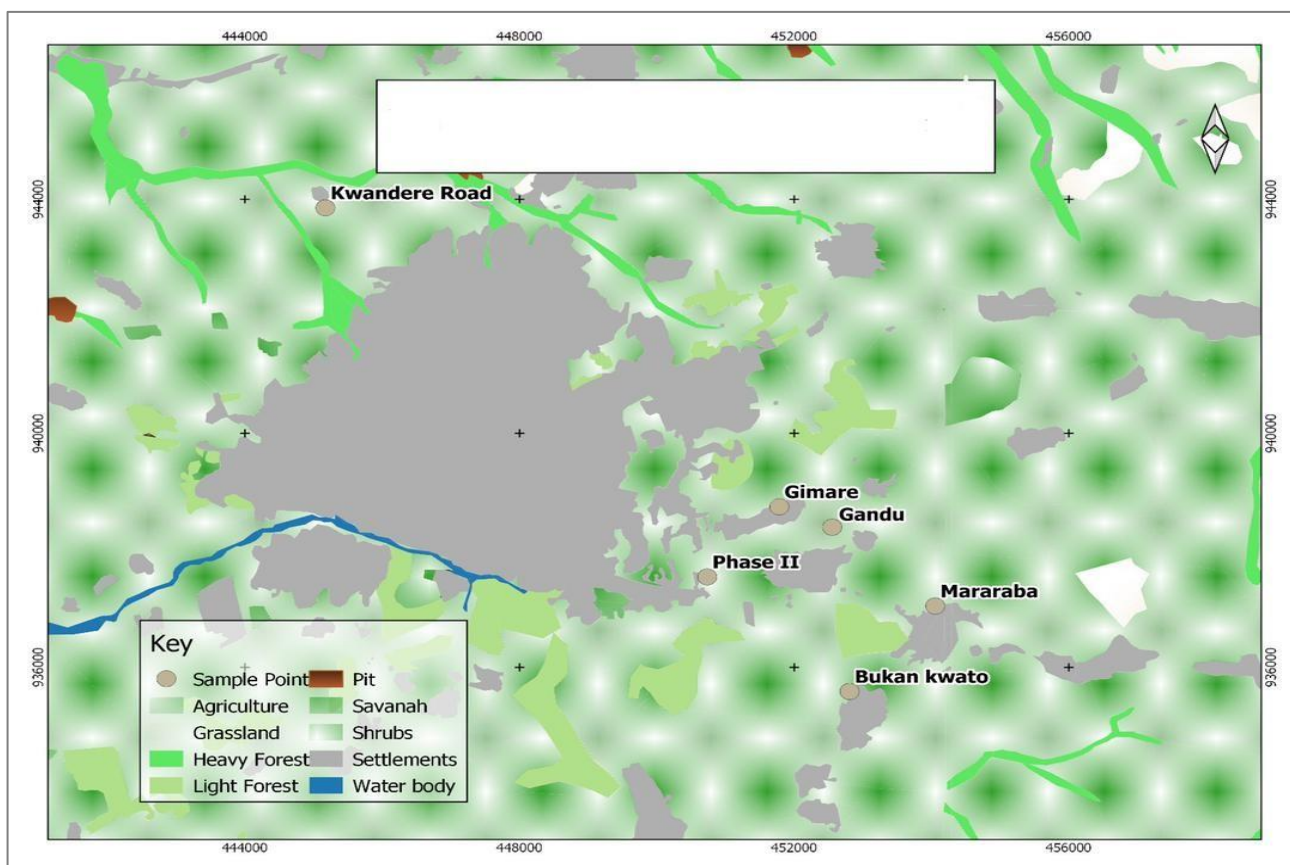 444000 448000 452000 456000
944000 944000
Kwandere Road
940000 940000
Gimare
Gandu
Phase II
Mararaba
936000 936000
Bukan kwato
Key
Sample Point Pit
Agriculture Savanah
Grassland Shrubs
Heavy Forest Settlements
Light Forest Water body
444000 448000 452000 456000